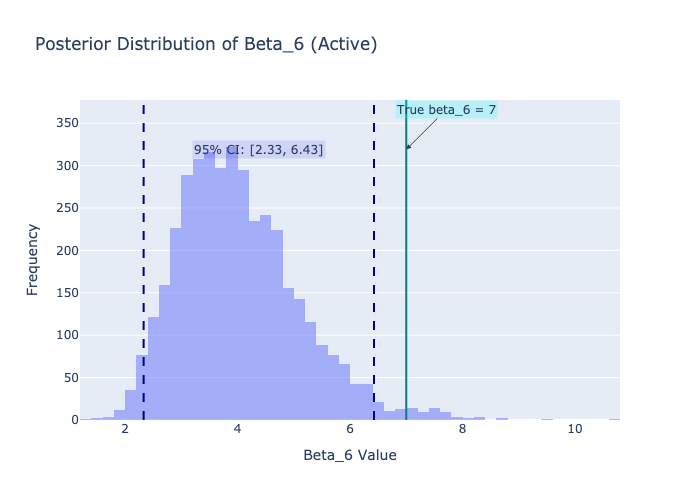 Posterior Distribution of Beta_6 (Active)
True beta_6 = 7
95% CI: [2.33, 6.43]
350
300
250
200
150
100
50
0
Frequency
2
4
6
8
10
Beta_6 Value